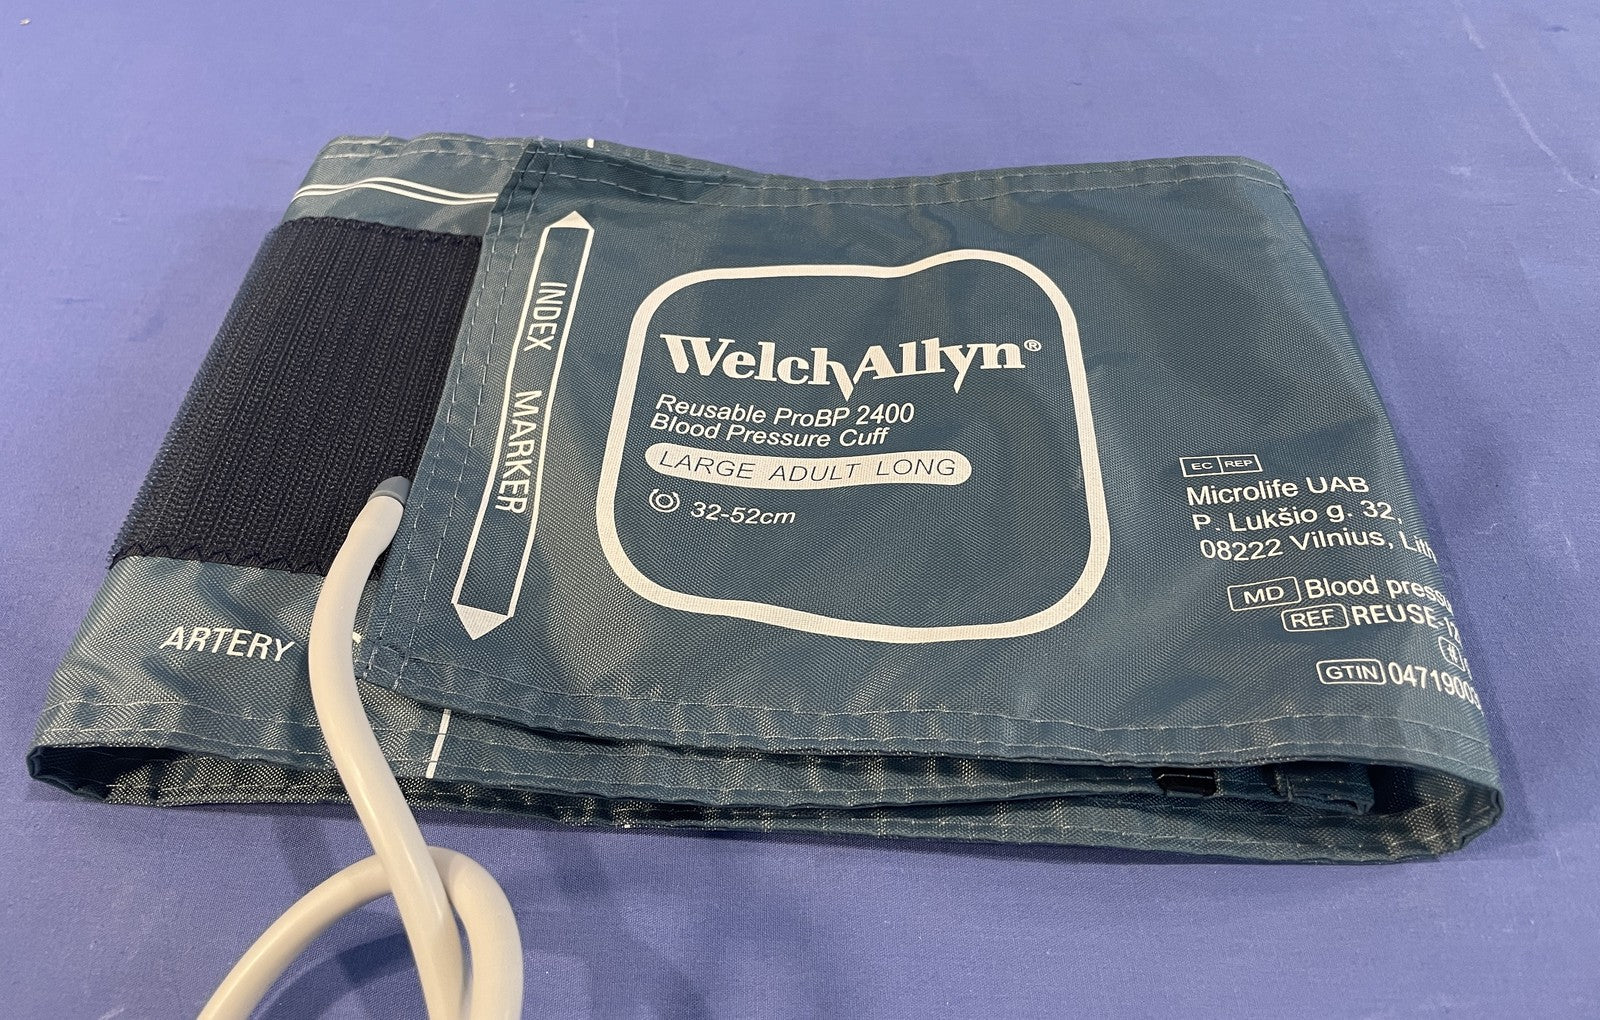 INDEX MARKER
WelchAllyn®
Reusable ProBP 2400
Blood Pressure Cuff
LARGE ADULT LONG
32-52cm
ARTERY
EC REP
Microlife UAB
P. Lukšio g. 32,
08222 Vilnius,
MD Blood
REF
#
GTIN